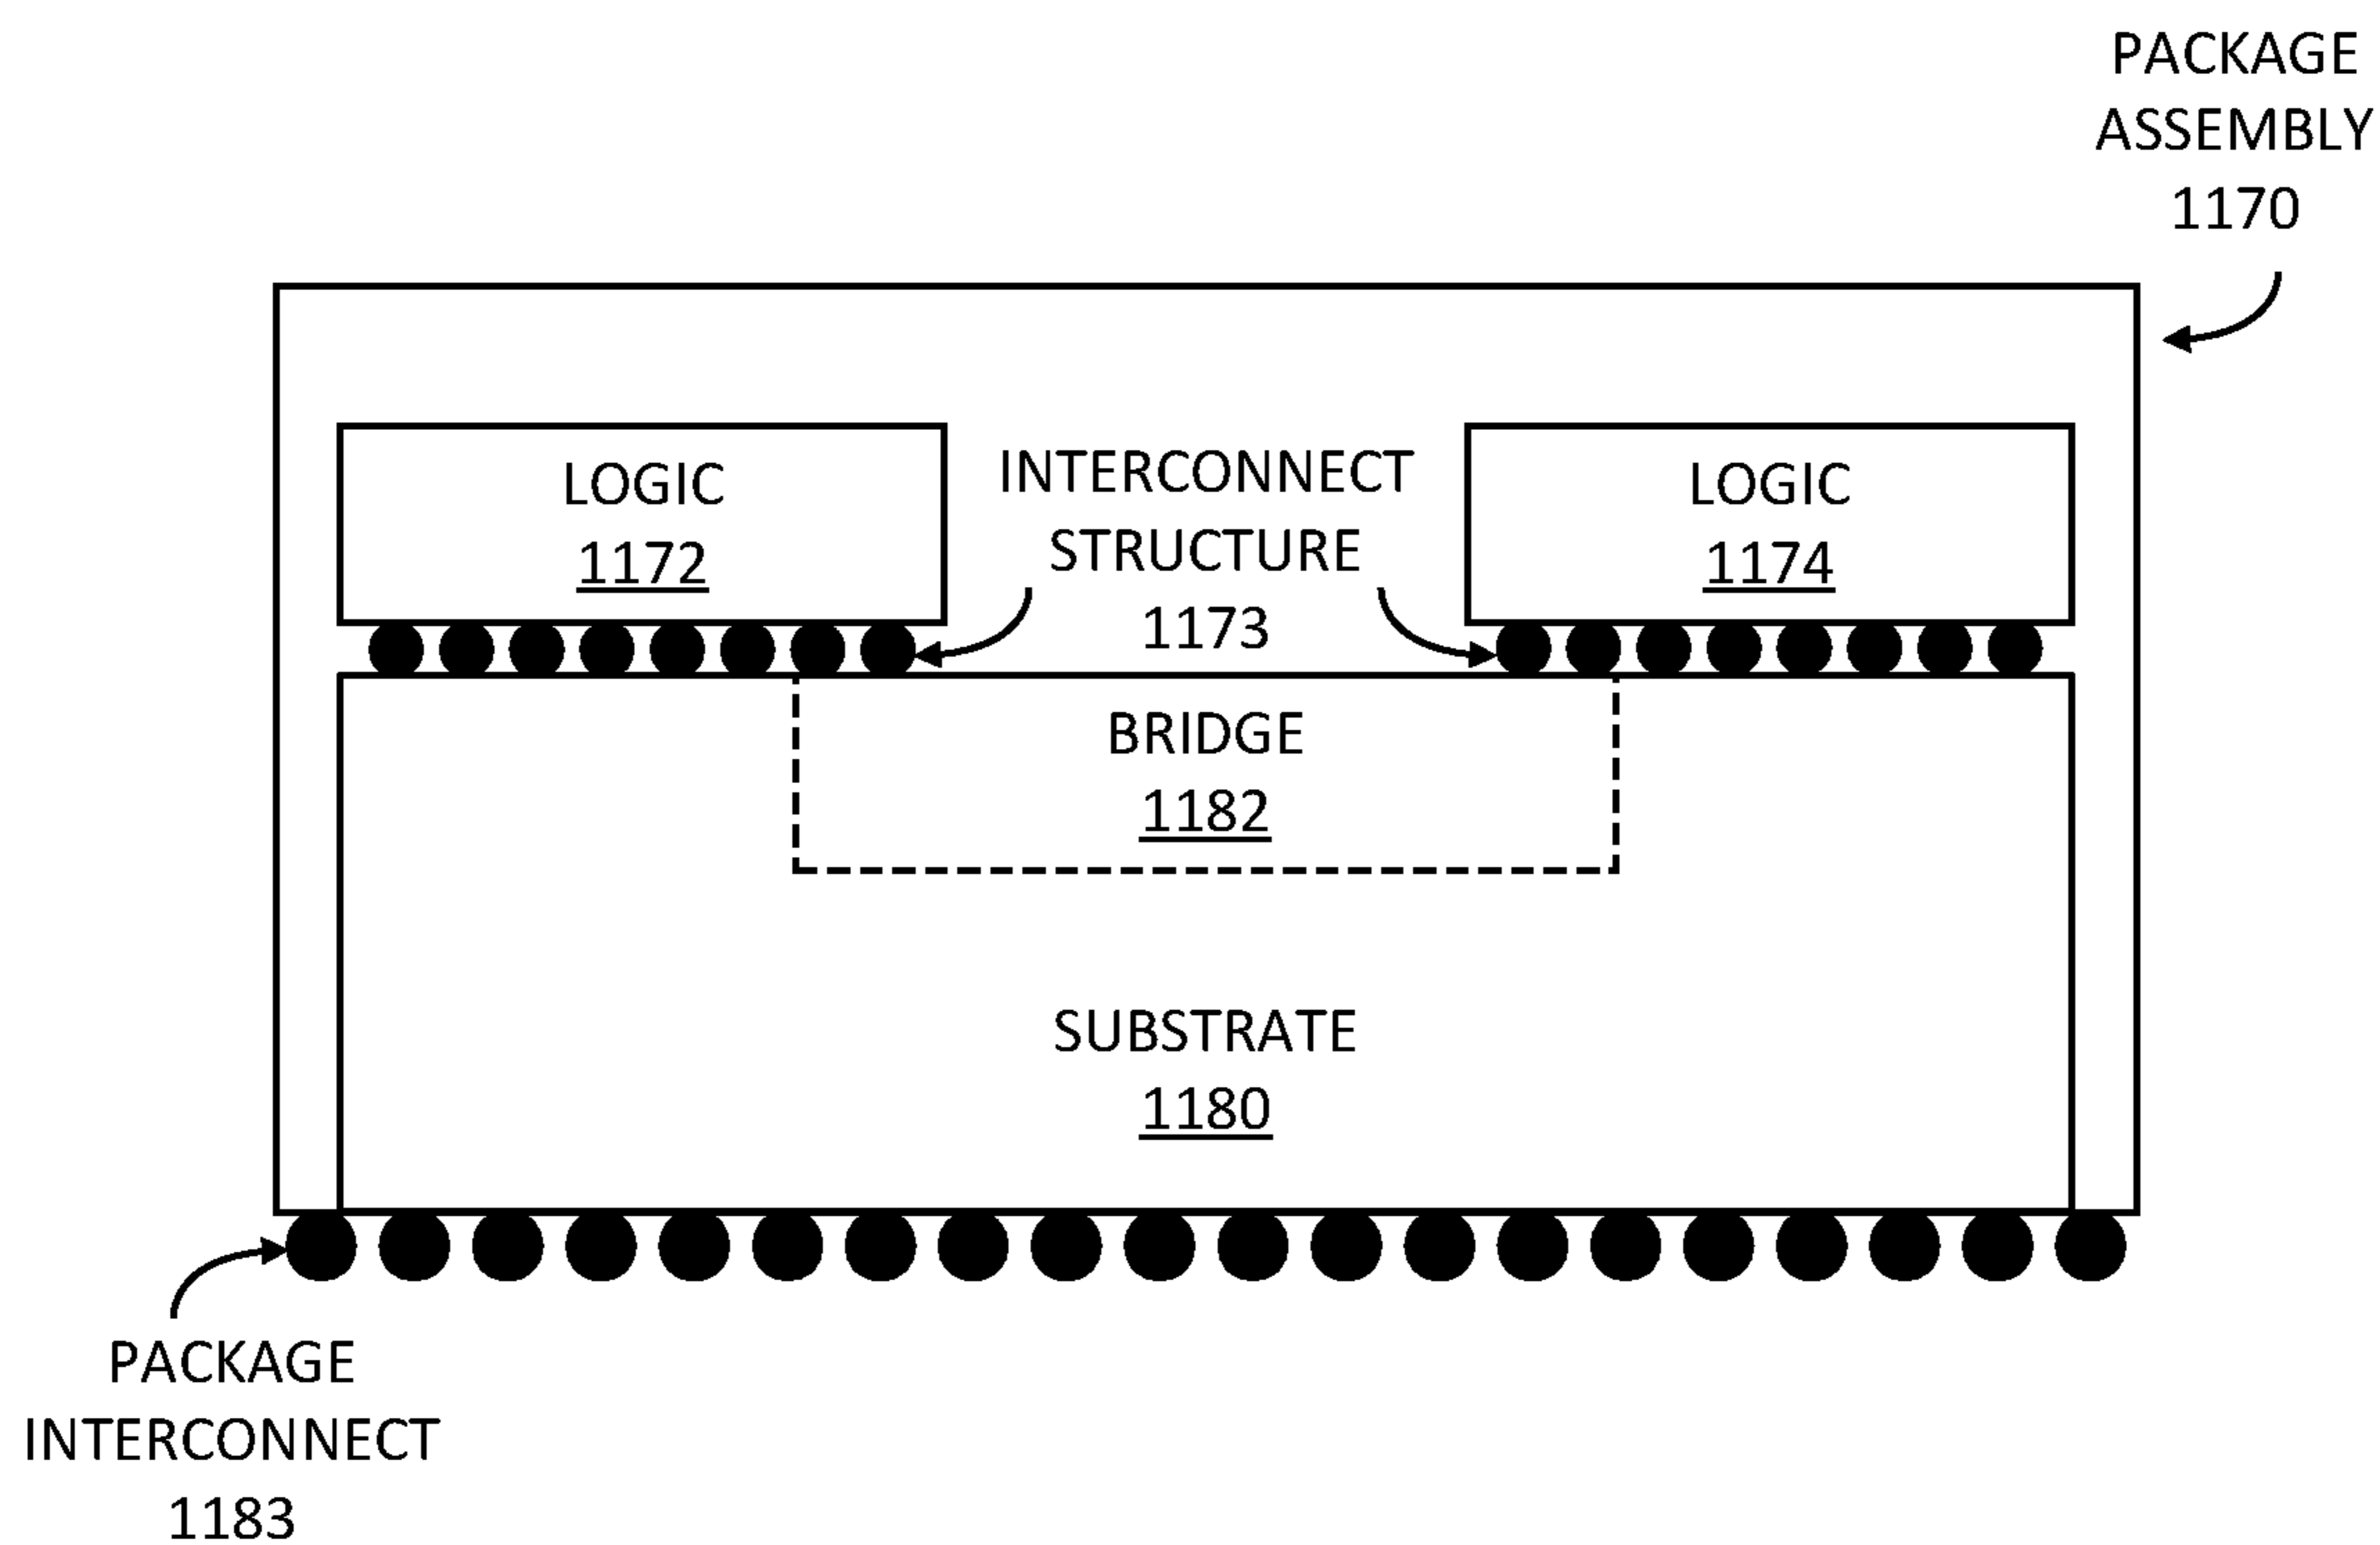 PACKAGE
ASSEMBLY
1170
LOGIC
1172
INTERCONNECT
STRUCTURE
1173
LOGIC
1174
BRIDGE
1182
SUBSTRATE
1180
PACKAGE
INTERCONNECT
1183